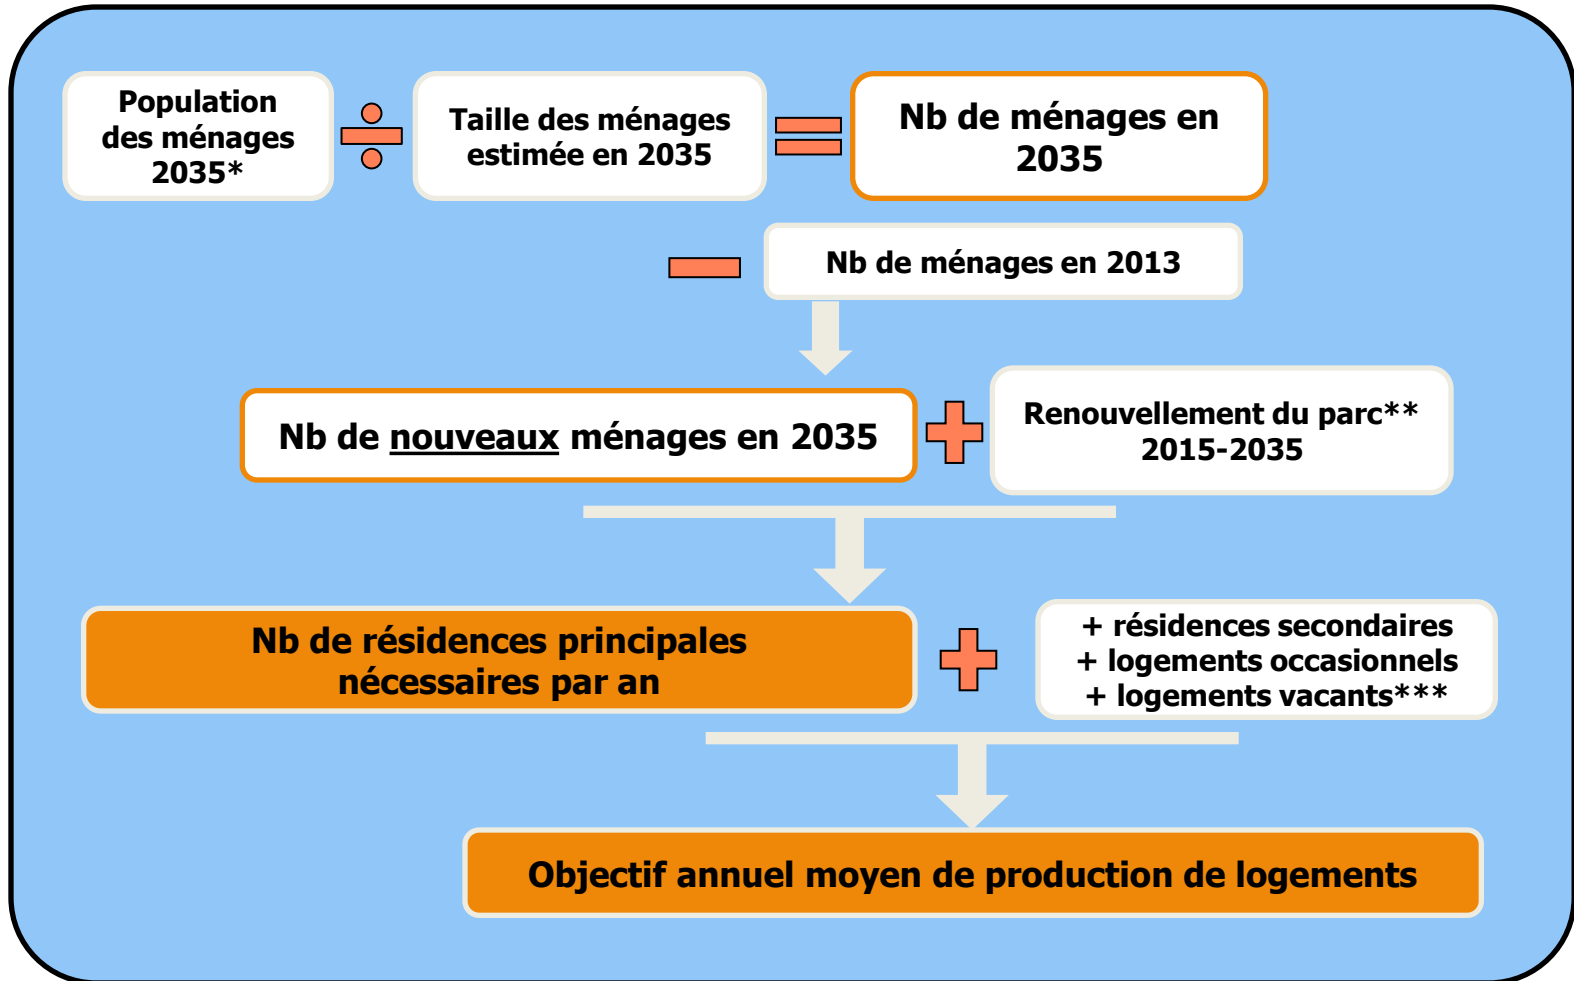 Population
des ménages
2035*
Taille des ménages
estimée en 2035
Nb de ménages en
2035
Nb de ménages en 2013
Nb de nouveaux ménages en 2035
Renouvellement du parc**
2015-2035
Nb de résidences principales
nécessaires par an
+ résidences secondaires
+ logements occasionnels
+ logements vacants***
Objectif annuel moyen de production de logements